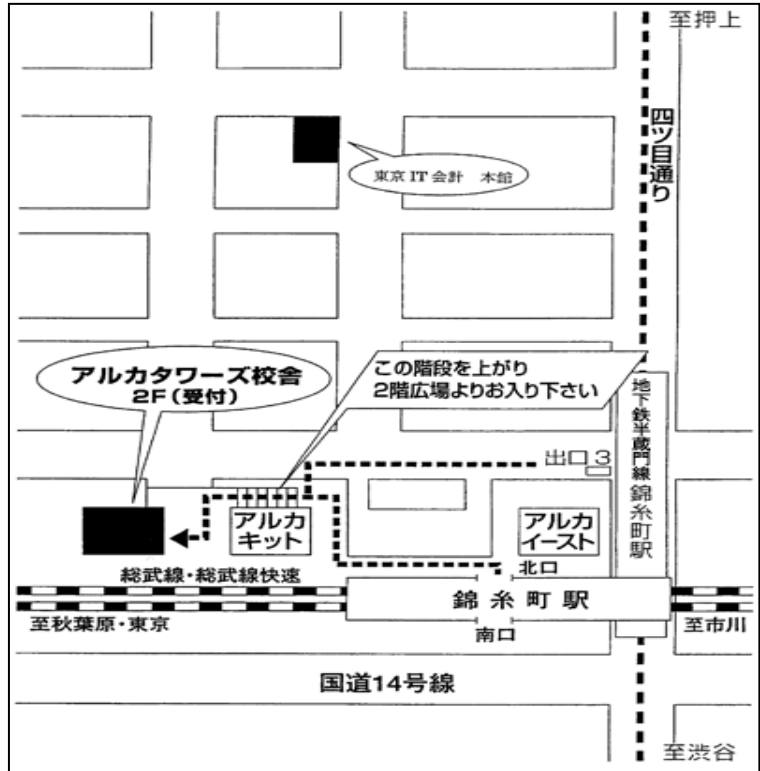 至押上
四ツ目通り
東京IT会計 本館
アルカタワーズ校舎
2F(受付)
この階段を上がり
2階広場よりお入り下さい
地下鉄半蔵門線 錦糸町駅
出口3
アルカ
キット
アルカ
イースト
北口
総武線・総武線快速
錦糸町駅
至秋葉原・東京
南口
至市川
国道14号線
至渋谷